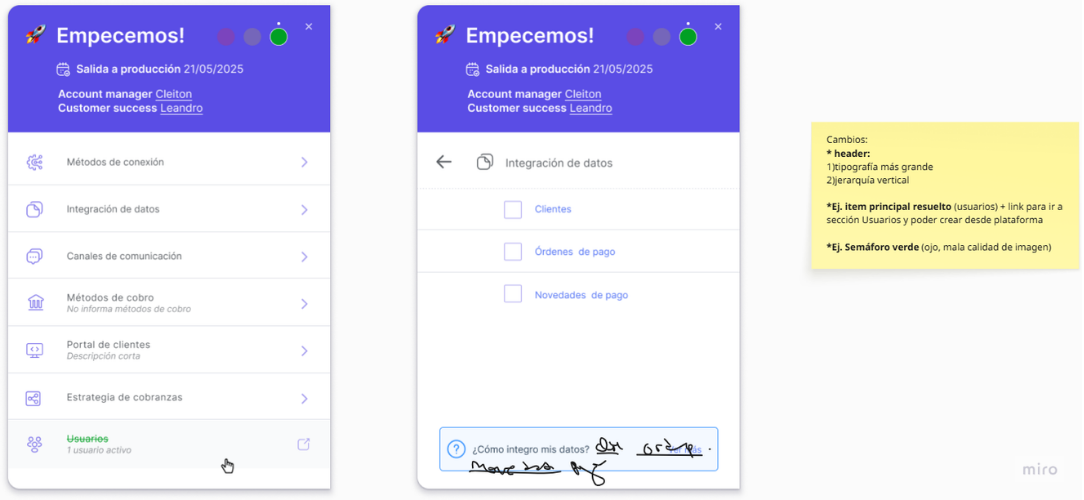 Empecemos!
Salida a producción 21/05/2025
Account manager Cleiton
Customer success Leandro
Métodos de conexión
Integración de datos
Canales de comunicación
Métodos de cobro
No informa métodos de cobro
Portal de clientes
Descripción corta
Estrategia de cobranzas
Usuarios
1 usuario activo
Empecemos!
Salida a producción 21/05/2025
Account manager Cleiton
Customer success Leandro
Integración de datos
Clientes
Órdenes de pago
Novedades de pago
¿Cómo integro mis datos? Ver más
Cambios:
* header:
1)tipografía más grande
2)jerarquía vertical
*Ej. item principal resuelto (usuarios) + link para ir a
sección Usuarios y poder crear desde plataforma
*Ej. Semáforo verde (ojo, mala calidad de imagen)
miro